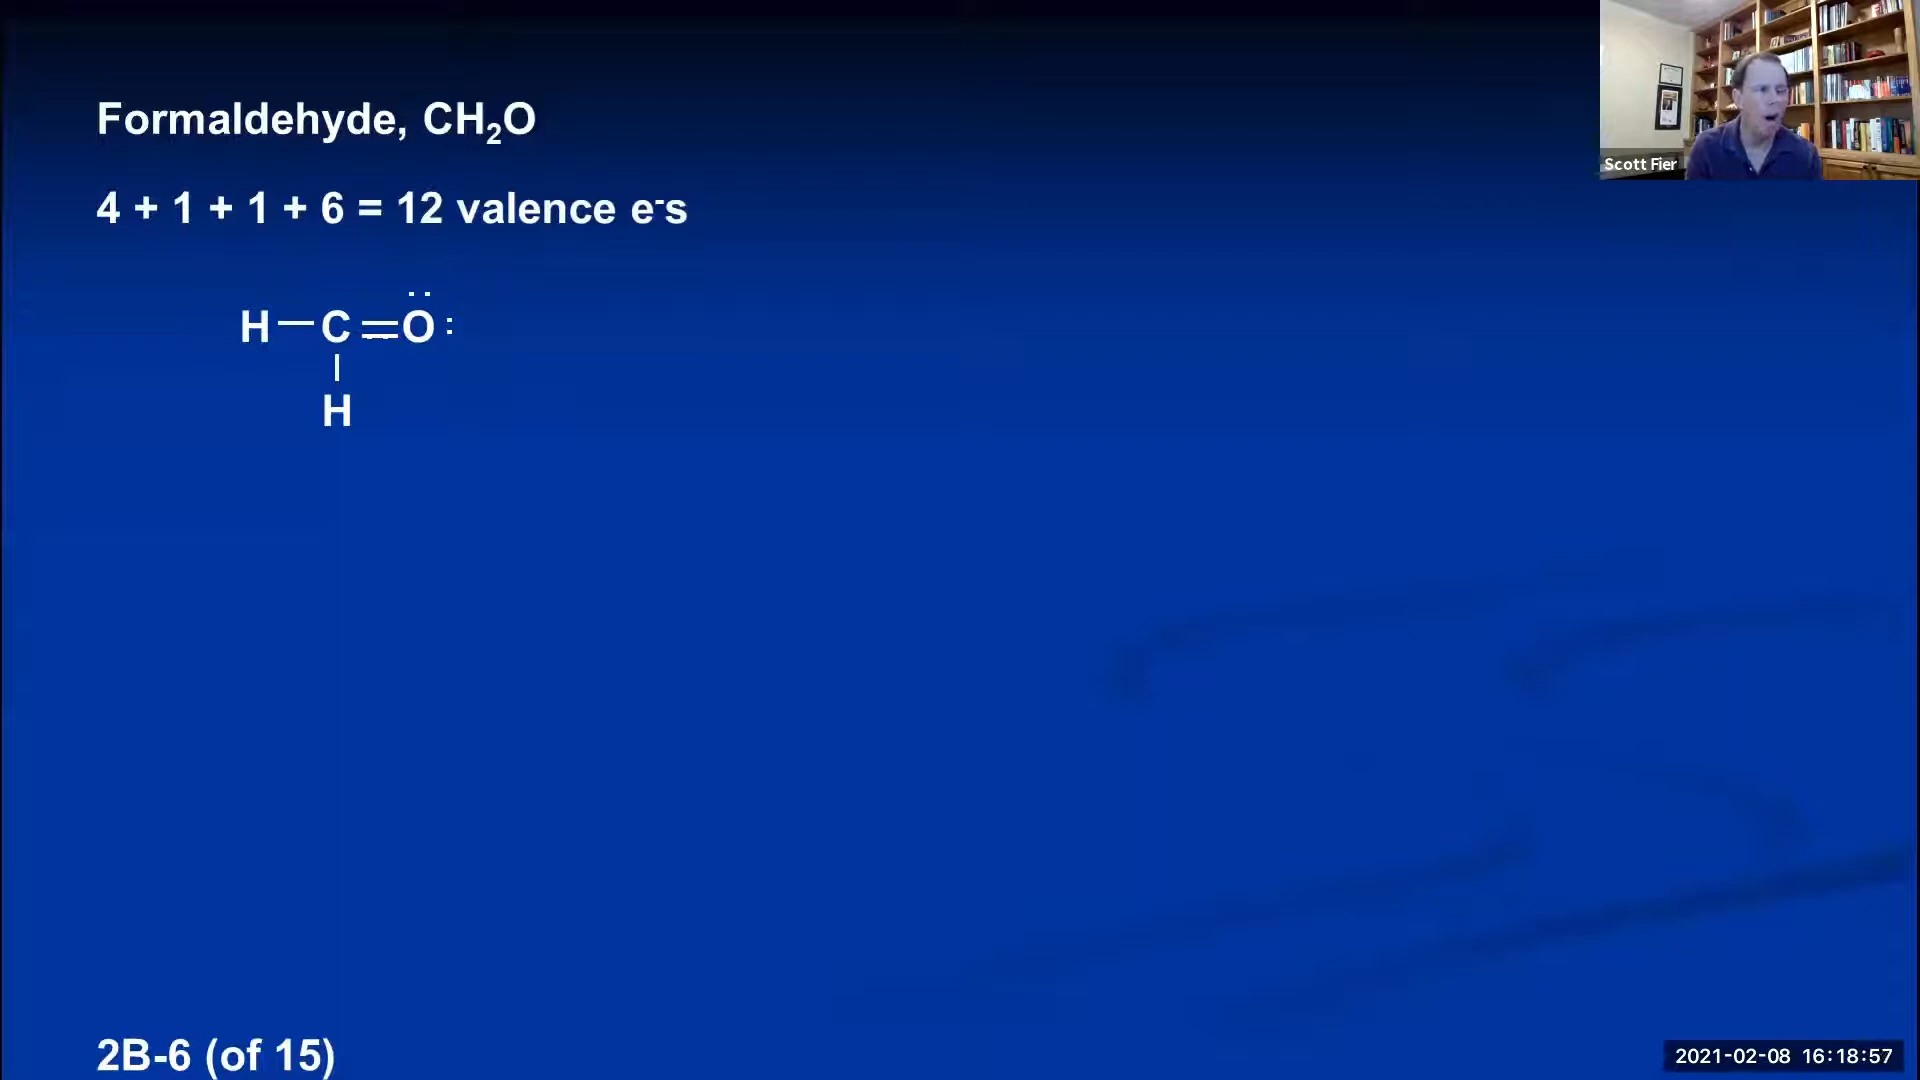 Formaldehyde, CH₂O
4 + 1 + 1 + 6 = 12 valence e⁻s
H—C=O:
H
2B-6 (of 15)
Scott Fier
2021-02-08 16:18:57